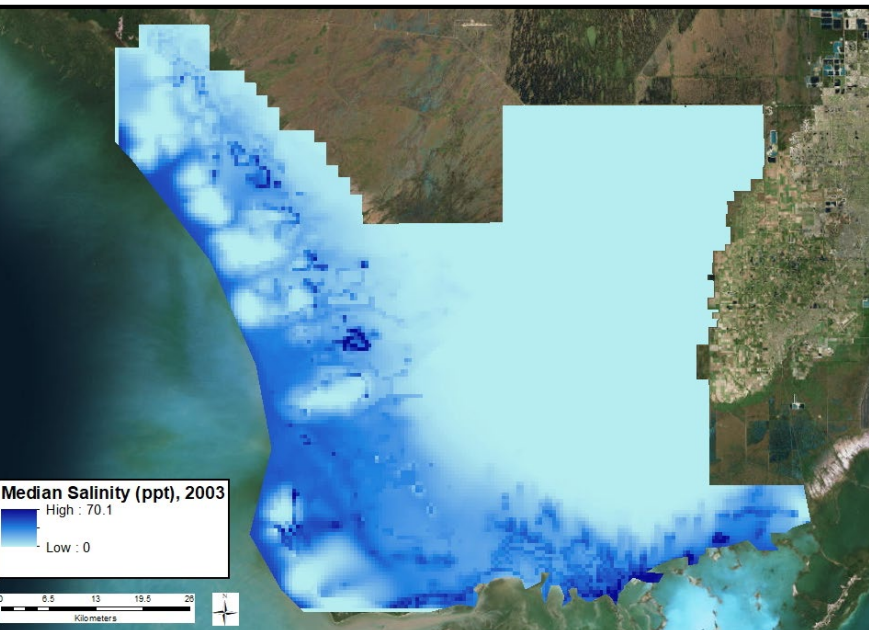 Median Salinity (ppt), 2003
High : 70.1
Low : 0
0 6.5 13 19.5 26
Kilometers
N